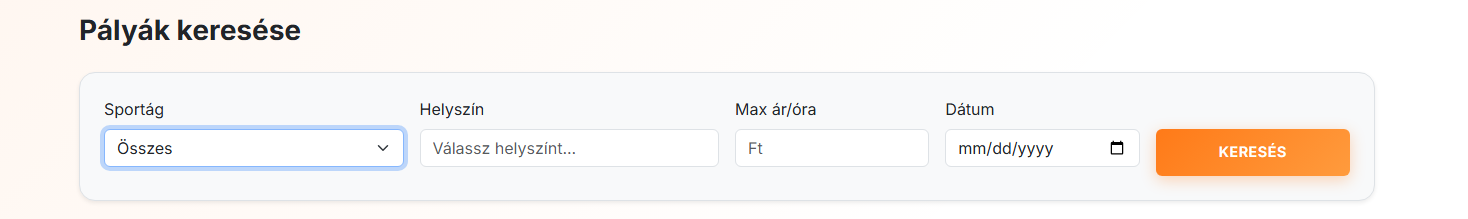 Pályák keresése
Sportág Helyszín Max ár/óra Dátum
Összes Válassz helyszínt... Ft mm/dd/yyyy KERESÉS